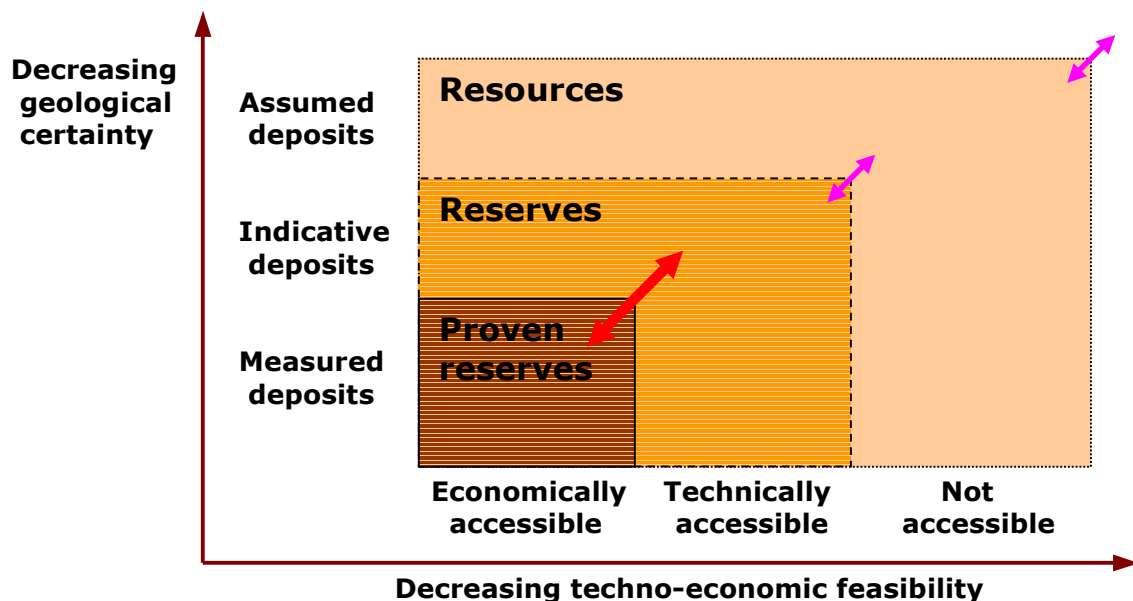 Decreasing
geological
certainty
Assumed
deposits
Resources
Indicative
deposits
Reserves
Measured
deposits
Proven
reserves
Economically
accessible
Technically
accessible
Not
accessible
Decreasing techno-economic feasibility